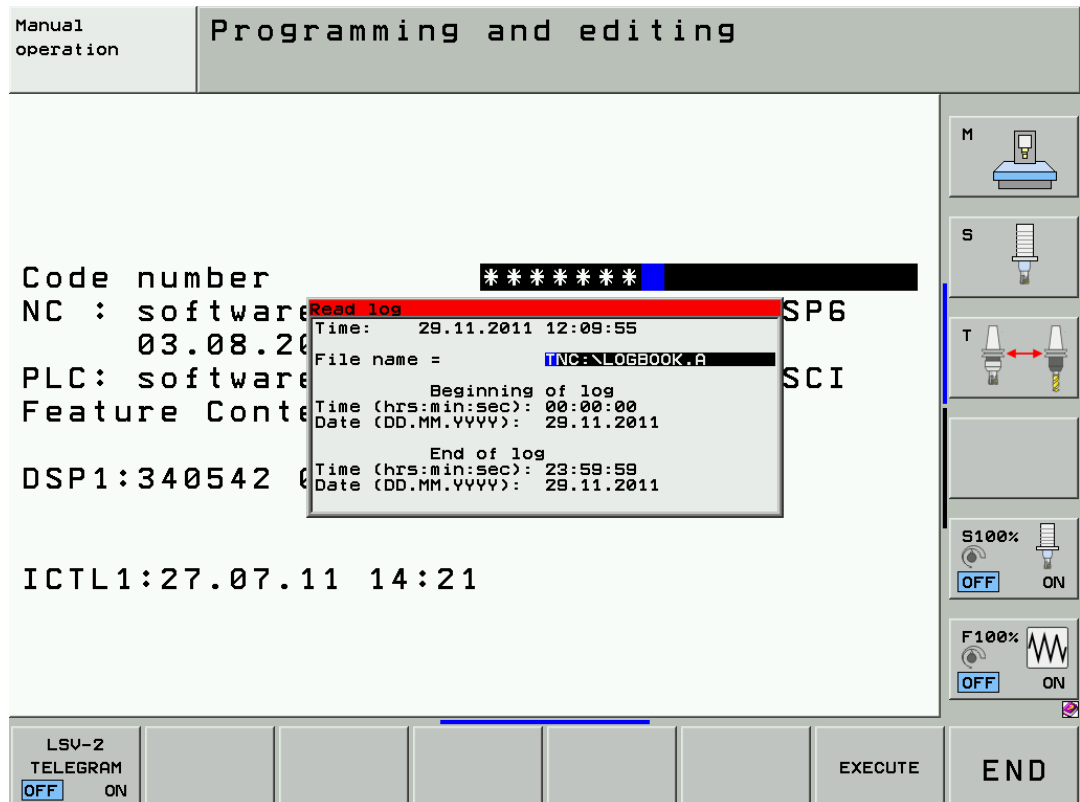 Manual
operation
Programming and editing
Code number *******
NC : software SP6
03.08.20
PLC: software SCI
Feature Conte
DSP1:340542 0
ICTL1:27.07.11 14:21
Read log
Time: 29.11.2011 12:09:55
File name = TNC:\LOGBOOK.A
Beginning of log
Time (hrs:min:sec): 00:00:00
Date (DD.MM.YYYY): 29.11.2011
End of log
Time (hrs:min:sec): 23:59:59
Date (DD.MM.YYYY): 29.11.2011
M
S
T
S100%
OFF ON
F100%
OFF ON
LSV-2
TELEGRAM
OFF ON
EXECUTE
END